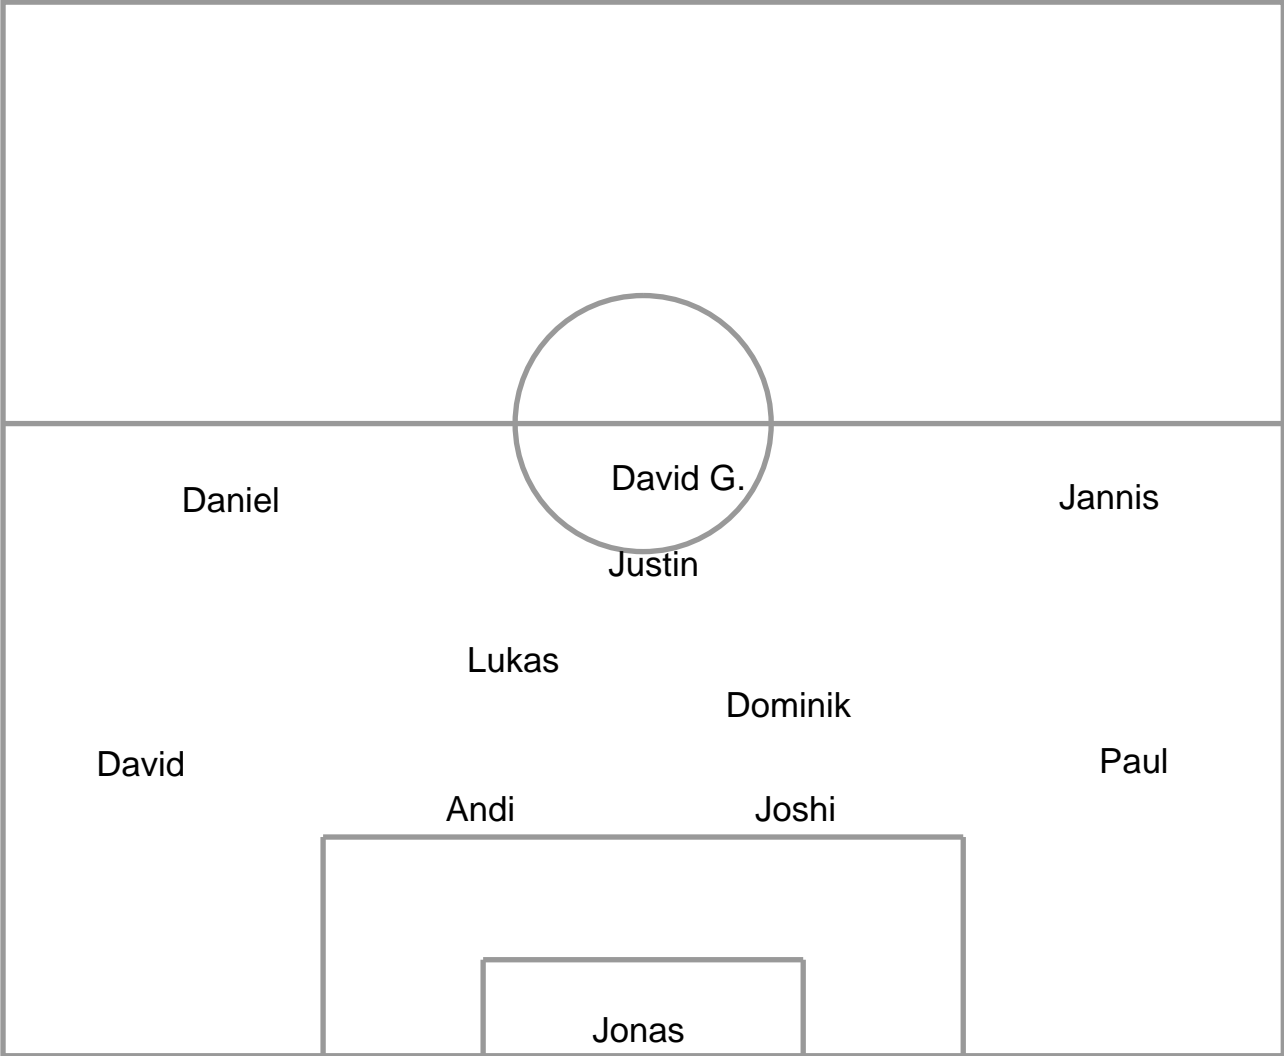 David G.
Daniel
Jannis
Justin
Lukas
Dominik
David
Paul
Andi
Joshi
Jonas